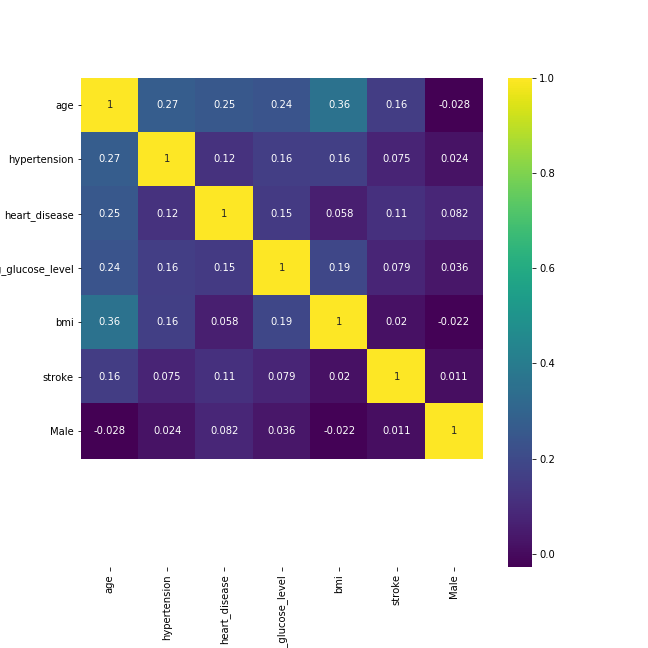 age 1 0.27 0.25 0.24 0.36 0.16 -0.028
hypertension 0.27 1 0.12 0.16 0.16 0.075 0.024
heart_disease 0.25 0.12 1 0.15 0.058 0.11 0.082
_glucose_level 0.24 0.16 0.15 1 0.19 0.079 0.036
bmi 0.36 0.16 0.058 0.19 1 0.02 -0.022
stroke 0.16 0.075 0.11 0.079 0.02 1 0.011
Male -0.028 0.024 0.082 0.036 -0.022 0.011 1
age hypertension heart_disease _glucose_level bmi stroke Male
1.0
0.8
0.6
0.4
0.2
0.0